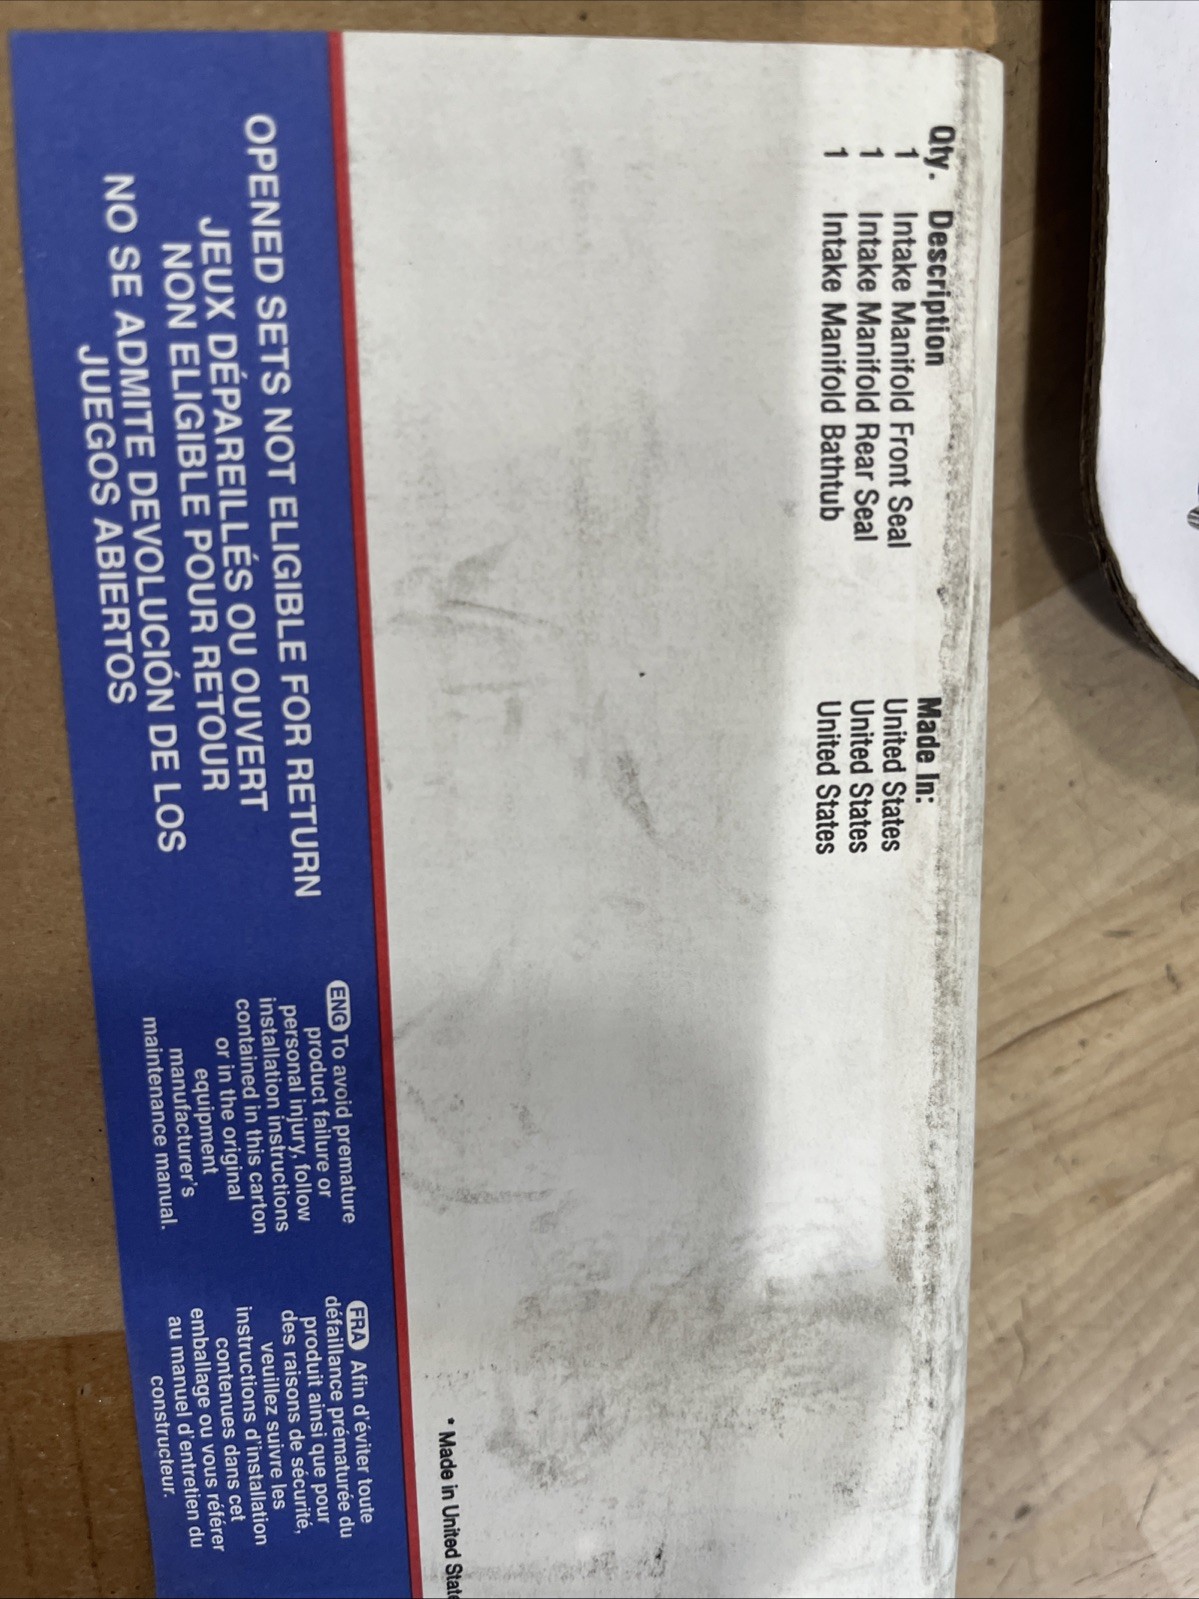 Qty. Description Made In:
1 Intake Manifold Front Seal United States
1 Intake Manifold Rear Seal United States
1 Intake Manifold Bathtub United States
* Made in United
OPENED SETS NOT ELIGIBLE FOR RETURN
JEUX DÉPAREILLÉS OU OUVERT
NON ELIGIBLE POUR RETOUR
NO SE ADMITE DEVOLUCIÓN DE LOS
JUEGOS ABIERTOS
ENG To avoid premature
product failure or
personal injury, follow
installation instructions
contained in this carton
or in the original
equipment
manufacturer's
maintenance manual.
FRA Afin d'éviter toute
défaillance prématurée du
produit ainsi que pour
des raisons de sécurité,
veuillez suivre les
instructions d'installation
contenues dans cet
emballage ou vous référer
au manuel d'entretien du
constructeur.